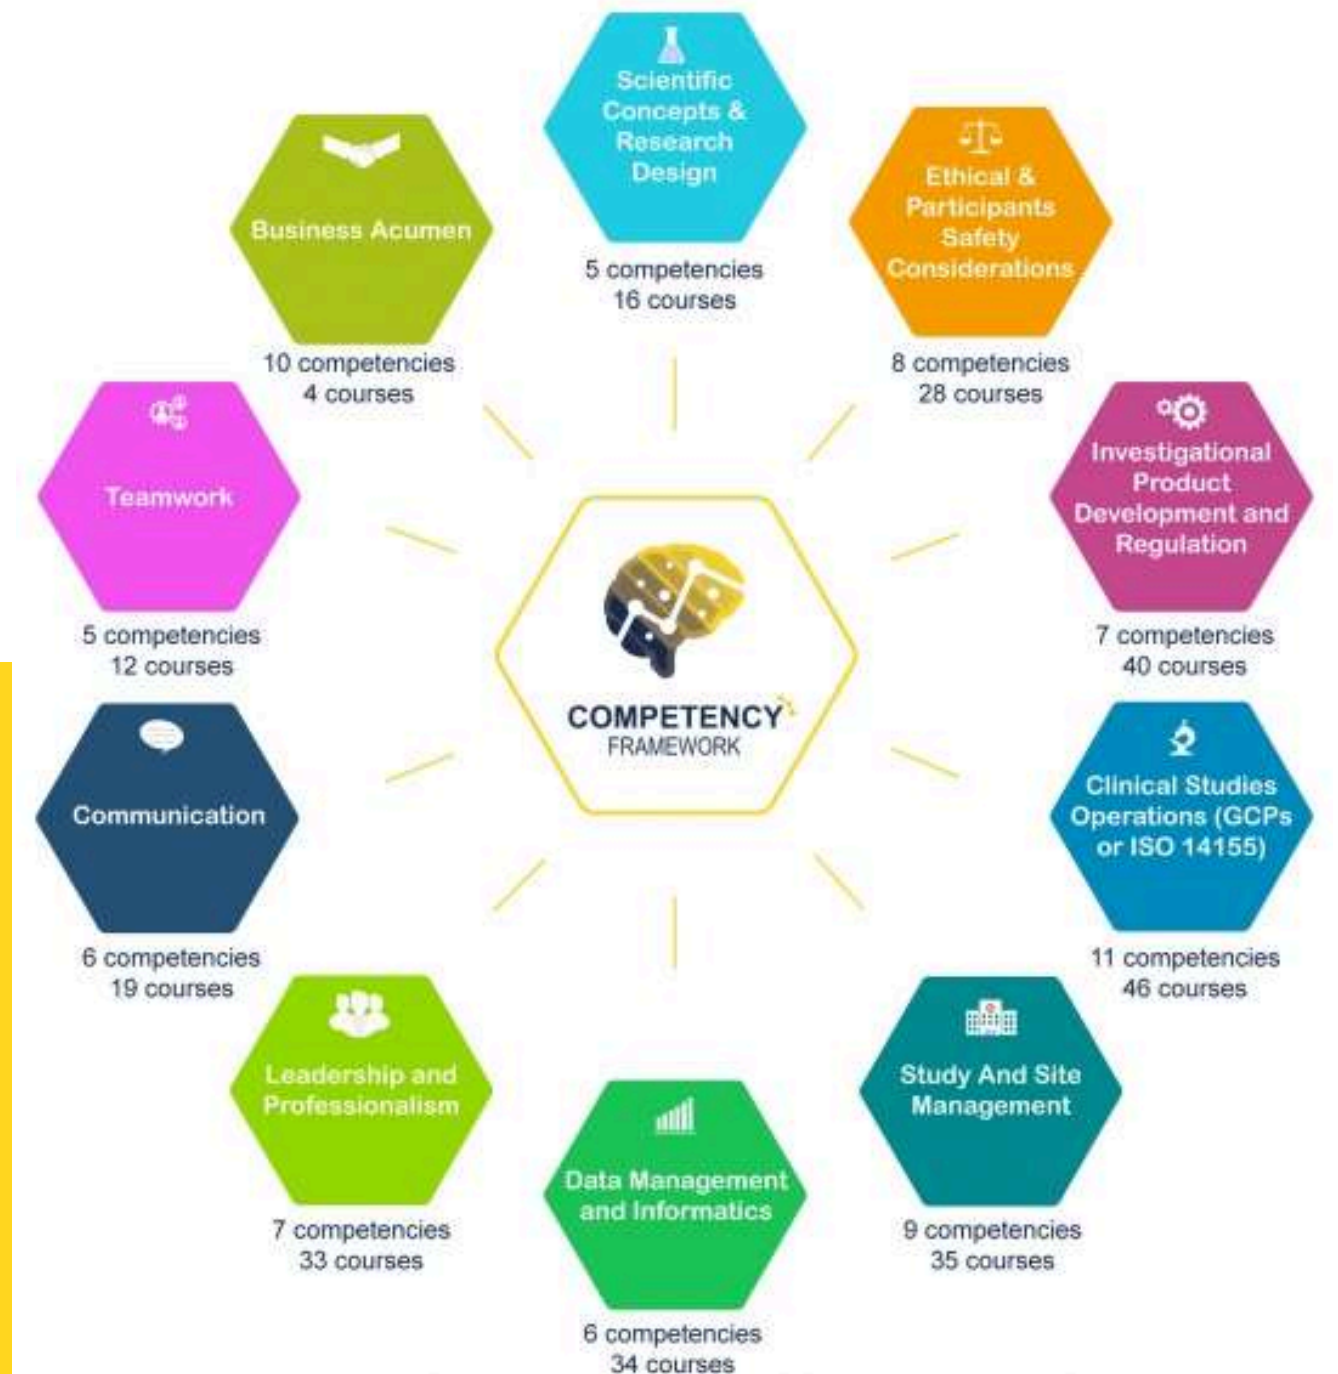 Scientific
Concepts &
Research
Design
5 competencies
16 courses
Ethical &
Participants
Safety
Considerations
8 competencies
28 courses
Investigational
Product
Development and
Regulation
7 competencies
40 courses
Clinical Studies
Operations (GCPs
or ISO 14155)
11 competencies
46 courses
Study And Site
Management
9 competencies
35 courses
Data Management
and Informatics
6 competencies
34 courses
Leadership and
Professionalism
7 competencies
33 courses
Communication
6 competencies
19 courses
Teamwork
5 competencies
12 courses
Business Acumen
10 competencies
4 courses
COMPETENCY
FRAMEWORK